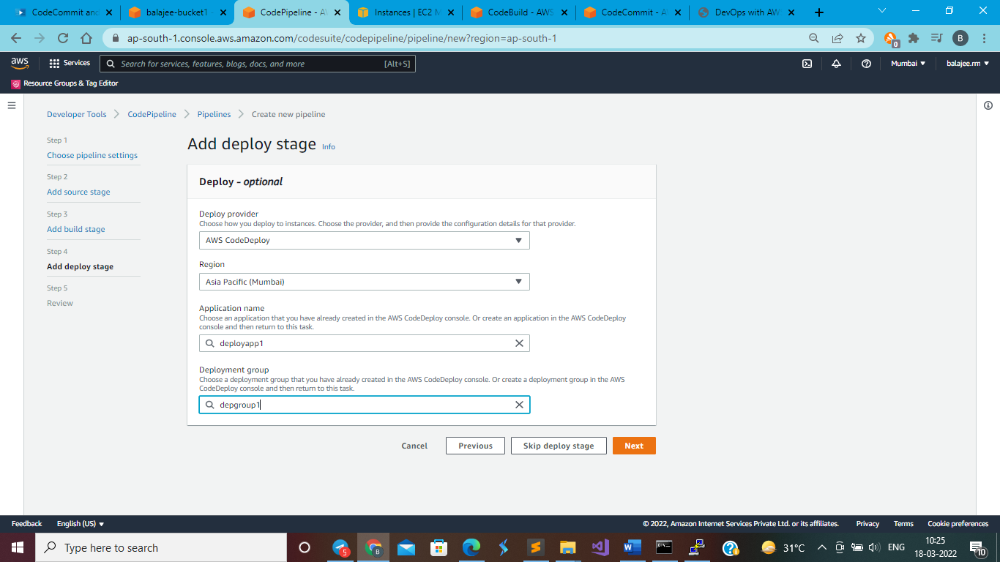 CodeCommit and
balajee-bucket1 -
CodePipeline - A
Instances | EC2 M
CodeBuild - AWS
CodeCommit - A
DevOps with AW
ap-south-1.console.aws.amazon.com/codesuite/codepipeline/pipeline/new?region=ap-south-1
0
B
aws
Services
Search for services, features, blogs, docs, and more
[Alt+S]
Mumbai
balajee.rm
Resource Groups & Tag Editor
Developer Tools
CodePipeline
Pipelines
Create new pipeline
Step 1
Choose pipeline settings
Step 2
Add source stage
Step 3
Add build stage
Step 4
Add deploy stage
Step 5
Review
Add deploy stage Info
Deploy - optional
Deploy provider
Choose how you deploy to instances. Choose the provider, and then provide the configuration details for that provider.
AWS CodeDeploy
Region
Asia Pacific (Mumbai)
Application name
Choose an application that you have already created in the AWS CodeDeploy console. Or create an application in the AWS CodeDeploy
console and then return to this task.
deployapp1
Deployment group
Choose a deployment group that you have already created in the AWS CodeDeploy console. Or create a deployment group in the AWS
CodeDeploy console and then return to this task.
depgroup1
Cancel
Previous
Skip deploy stage
Next
Feedback
English (US)
© 2022, Amazon Internet Services Private Ltd. or its affiliates.
Privacy
Terms
Cookie preferences
Type here to search
5
B
31°C
ENG
10:25
18-03-2022
10